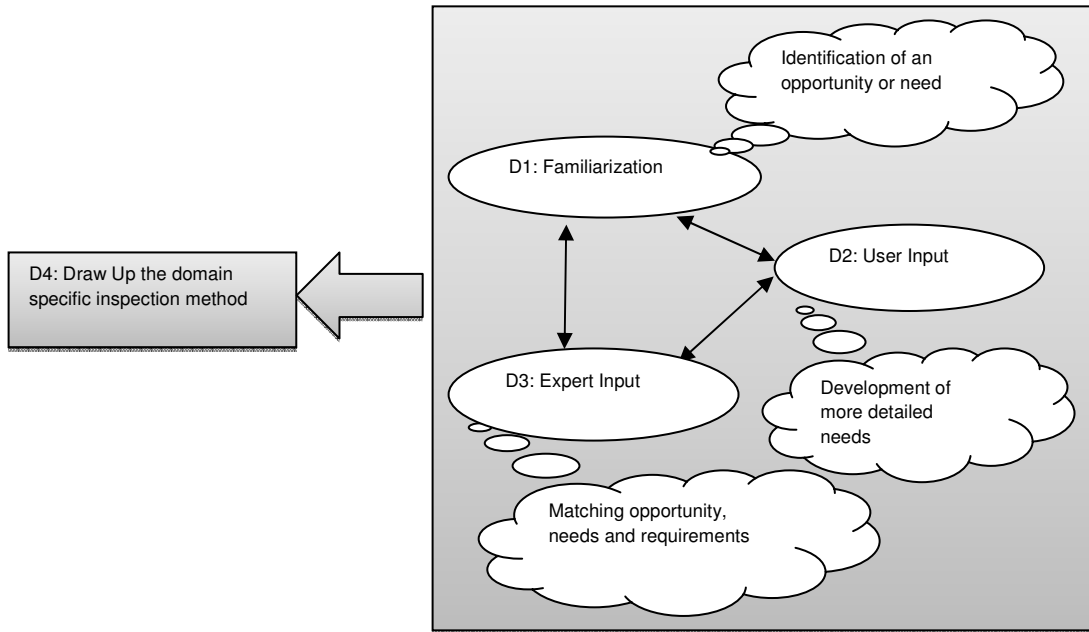 Identification of an
opportunity or need
D1: Familiarization
D2: User Input
D4: Draw Up the domain
specific inspection method
D3: Expert Input
Development of
more detailed
needs
Matching opportunity,
needs and requirements